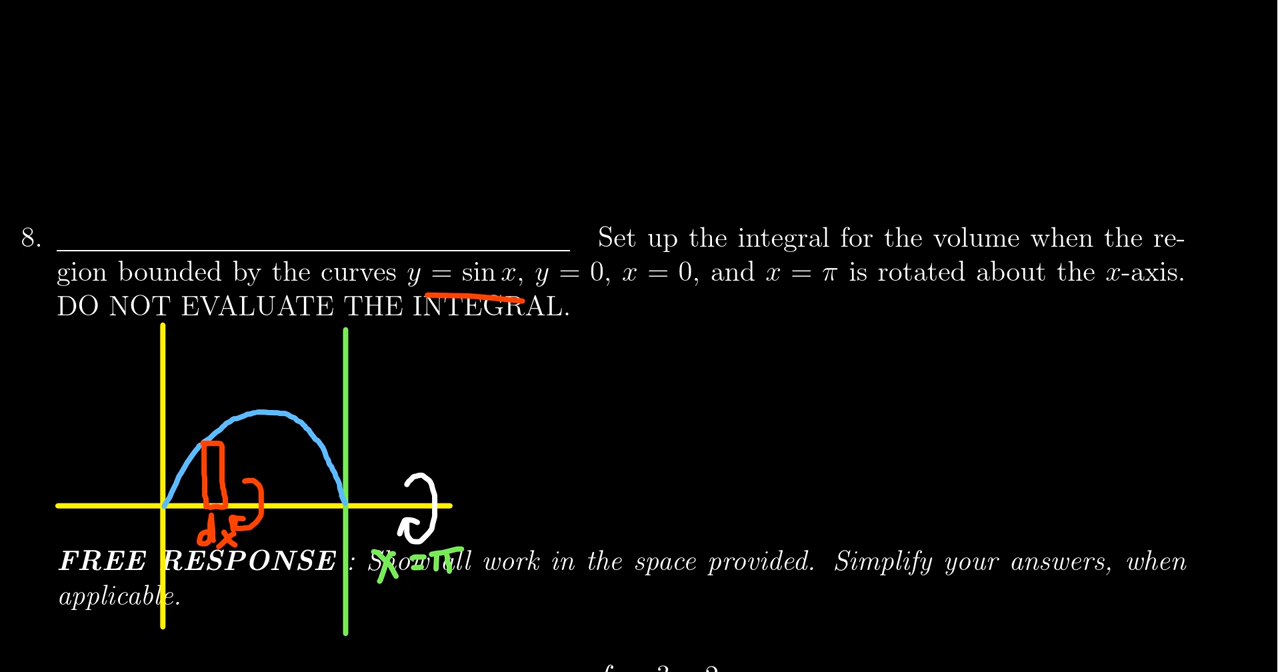 8. ____________________ Set up the integral for the volume when the re-
gion bounded by the curves y = sin x, y = 0, x = 0, and x = π is rotated about the x-axis.
DO NOT EVALUATE THE INTEGRAL.
dx
x = π
FREE RESPONSE : Show all work in the space provided. Simplify your answers, when
applicable.